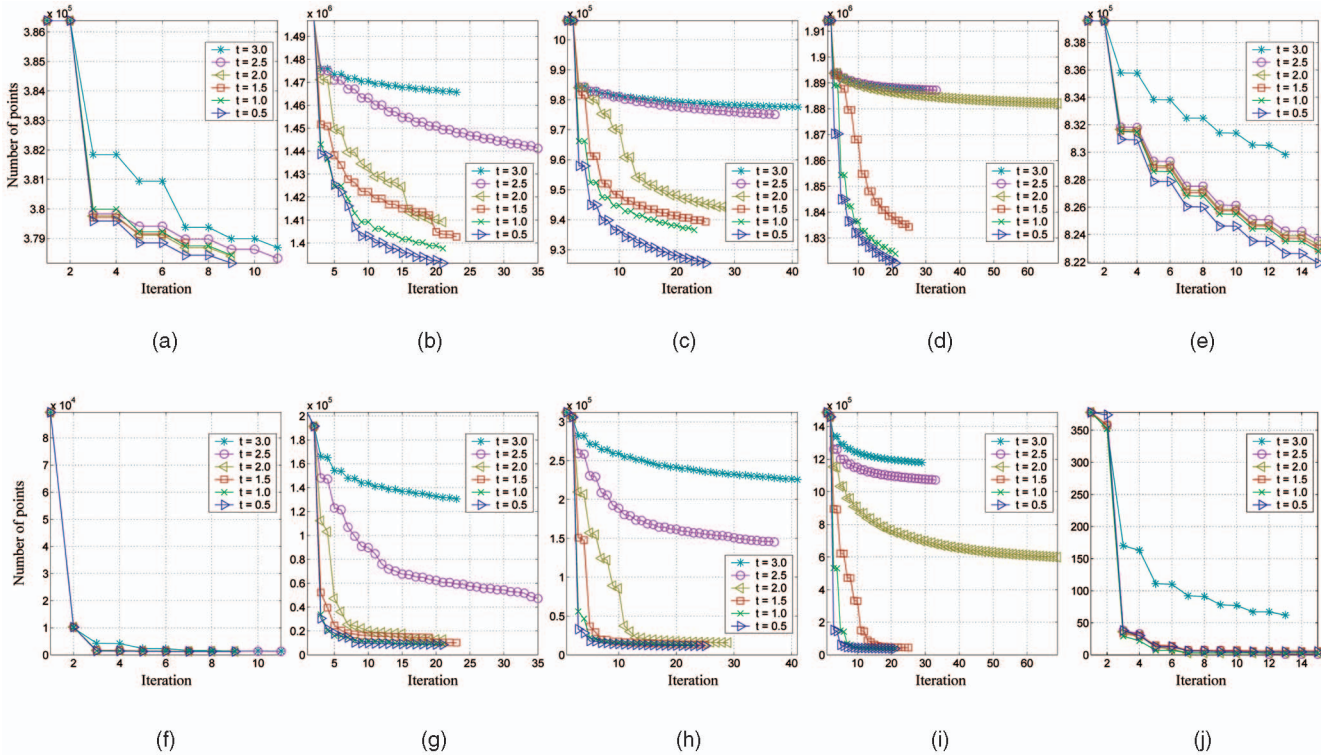 x 10^5
3.86
3.85
3.84
3.83
3.82
3.81
3.8
3.79
Number of points
2 4 6 8 10
Iteration
t = 3.0
t = 2.5
t = 2.0
t = 1.5
t = 1.0
t = 0.5
(a)
x 10^6
1.49
1.48
1.47
1.46
1.45
1.44
1.43
1.42
1.41
1.4
5 10 15 20 25 30 35
Iteration
t = 3.0
t = 2.5
t = 2.0
t = 1.5
t = 1.0
t = 0.5
(b)
x 10^5
10
9.9
9.8
9.7
9.6
9.5
9.4
9.3
10 20 30 40
Iteration
t = 3.0
t = 2.5
t = 2.0
t = 1.5
t = 1.0
t = 0.5
(c)
x 10^6
1.91
1.9
1.89
1.88
1.87
1.86
1.85
1.84
1.83
10 20 30 40 50 60
Iteration
t = 3.0
t = 2.5
t = 2.0
t = 1.5
t = 1.0
t = 0.5
(d)
x 10^5
8.38
8.36
8.34
8.32
8.3
8.28
8.26
8.24
8.22
2 4 6 8 10 12 14
Iteration
t = 3.0
t = 2.5
t = 2.0
t = 1.5
t = 1.0
t = 0.5
(e)
x 10^4
8
7
6
5
4
3
2
1
0
Number of points
2 4 6 8 10
Iteration
t = 3.0
t = 2.5
t = 2.0
t = 1.5
t = 1.0
t = 0.5
(f)
x 10^5
2
1.8
1.6
1.4
1.2
1
0.8
0.6
0.4
0.2
0
5 10 15 20 25 30 35
Iteration
t = 3.0
t = 2.5
t = 2.0
t = 1.5
t = 1.0
t = 0.5
(g)
x 10^5
3
2.5
2
1.5
1
0.5
0
10 20 30 40
Iteration
t = 3.0
t = 2.5
t = 2.0
t = 1.5
t = 1.0
t = 0.5
(h)
x 10^5
14
12
10
8
6
4
2
0
10 20 30 40 50 60
Iteration
t = 3.0
t = 2.5
t = 2.0
t = 1.5
t = 1.0
t = 0.5
(i)
350
300
250
200
150
100
50
0
2 4 6 8 10 12 14
Iteration
t = 3.0
t = 2.5
t = 2.0
t = 1.5
t = 1.0
t = 0.5
(j)